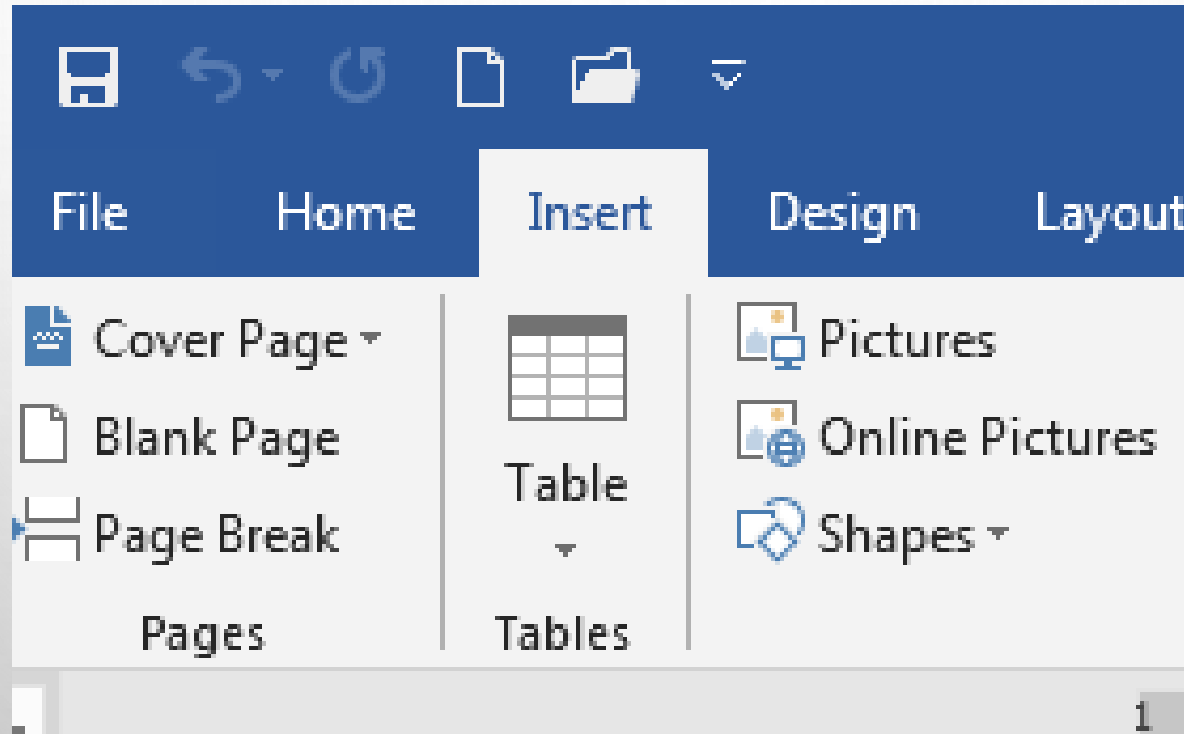 File Home Insert Design Layout
Cover Page
Blank Page
Page Break
Pages
Table
Tables
Pictures
Online Pictures
Shapes
1